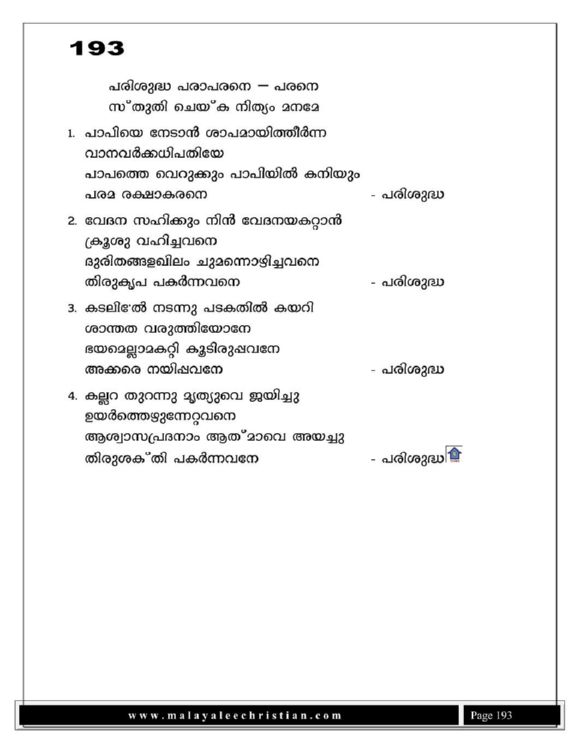 193
പരിശുദ്ധ പരാപരനെ – പരനെ
സ്തുതി ചെയ്ക നിത്യം മനമേ
1. പാപിയെ നേടാൻ ശാപമായിത്തീർന്ന
വാനവർക്കധിപതിയേ
പാപത്തെ വെറുക്കും പാപിയിൽ കനിയും
പരമ രക്ഷാകരനെ - പരിശുദ്ധ
2. വേദന സഹിക്കും നിൻ വേദനയകറ്റാൻ
ക്രൂശു വഹിച്ചവനെ
ദുരിതങ്ങളഖിലം ചുമന്നൊഴിച്ചവനെ
തിരുകൃപ പകർന്നവനെ - പരിശുദ്ധ
3. കടലിന്മേൽ നടന്നു പടകതിൽ കയറി
ശാന്തത വരുത്തിയോനേ
ഭയമെല്ലാമകറ്റി കൂടിരുപ്പവനേ
അക്കരെ നയിപ്പവനേ - പരിശുദ്ധ
4. കല്ലറ തുറന്നു മൃത്യുവെ ജയിച്ചു
ഉയർത്തെഴുന്നേറ്റവനെ
ആശ്വാസപ്രദനാം ആത്മാവെ അയച്ചു
തിരുശക്തി പകർന്നവനേ - പരിശുദ്ധ
www.malayaleechristian.com
Page 193